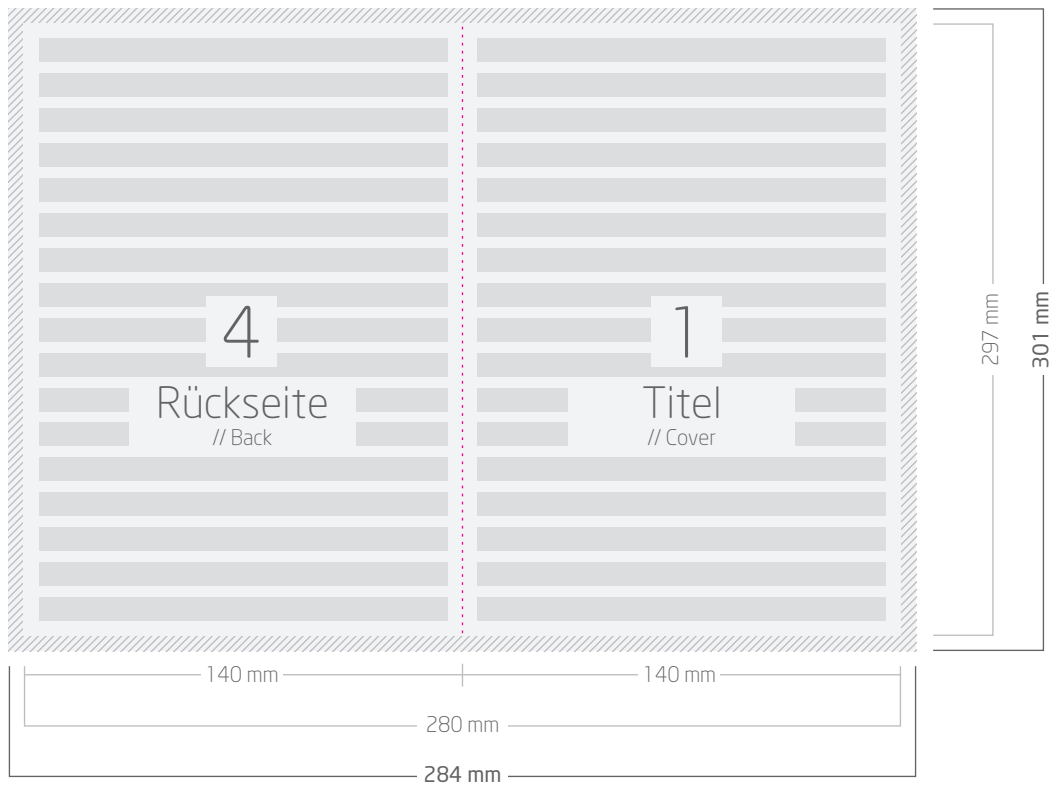 4
Rückseite
// Back
1
Titel
// Cover
297 mm
301 mm
140 mm
140 mm
280 mm
284 mm